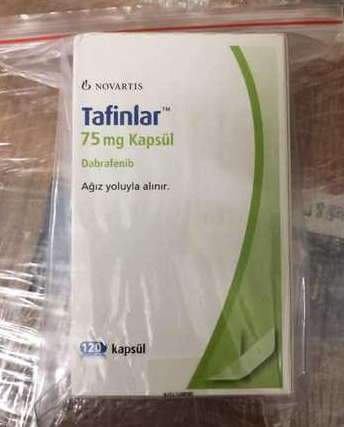 NOVARTIS
Tafinlar™
75 mg Kapsül
Dabrafenib
Ağız yoluyla alınır.
120 kapsül